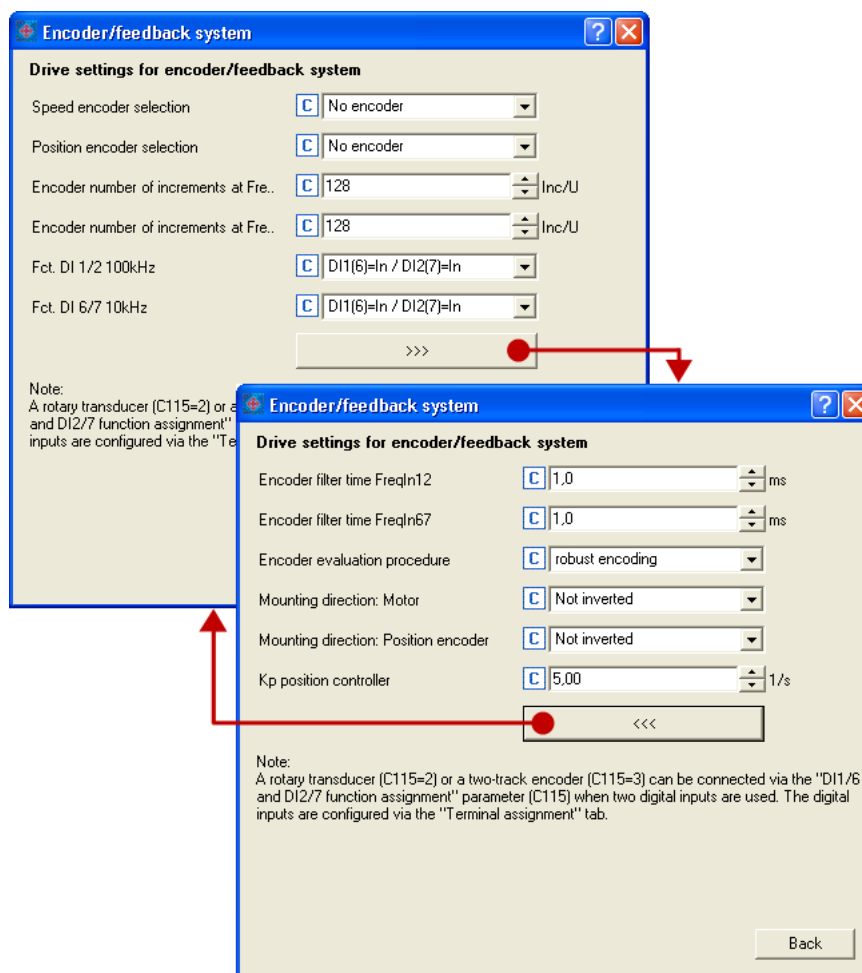 Encoder/feedback system
Drive settings for encoder/feedback system
Speed encoder selection C No encoder
Position encoder selection C No encoder
Encoder number of increments at Fre.. C 128 Inc/U
Encoder number of increments at Fre.. C 128 Inc/U
Fct. DI 1/2 100kHz C DI1(6)=In / DI2(7)=In
Fct. DI 6/7 10kHz C DI1(6)=In / DI2(7)=In
>>>
Note:
A rotary transducer (C115=2) or a
and DI2/7 function assignment"
inputs are configured via the "Te
Encoder/feedback system
Drive settings for encoder/feedback system
Encoder filter time FreqIn12 C 1,0 ms
Encoder filter time FreqIn67 C 1,0 ms
Encoder evaluation procedure C robust encoding
Mounting direction: Motor C Not inverted
Mounting direction: Position encoder C Not inverted
Kp position controller C 5,00 1/s
<<<
Note:
A rotary transducer (C115=2) or a two-track encoder (C115=3) can be connected via the "DI1/6
and DI2/7 function assignment" parameter (C115) when two digital inputs are used. The digital
inputs are configured via the "Terminal assignment" tab.
Back